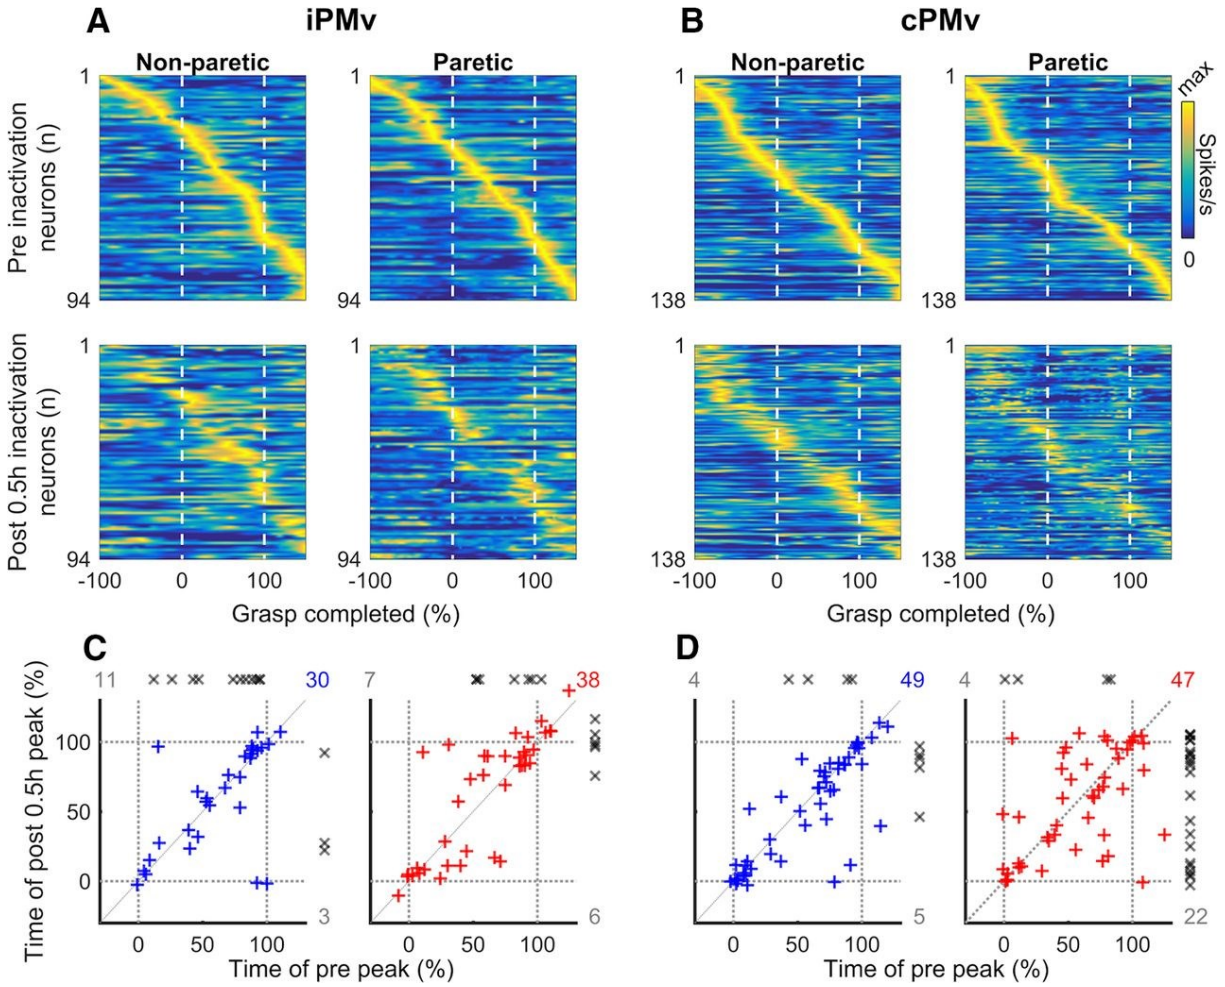 A iPMv B cPMv
Non-paretic Paretic Non-paretic Paretic
1 1 1 1
Pre inactivation
neurons (n)
94 94 138 138
max
Spikes/s
0
1 1 1 1
Post 0.5h inactivation
neurons (n)
94 94 138 138
-100 0 100 0 100 -100 0 100 0 100
Grasp completed (%) Grasp completed (%)
C D
11 30 7 38 4 49 4 47
Time of post 0.5h peak (%)
100
50
0
3 6 5 22
0 50 100 0 50 100 0 50 100 0 50 100
Time of pre peak (%) Time of pre peak (%)